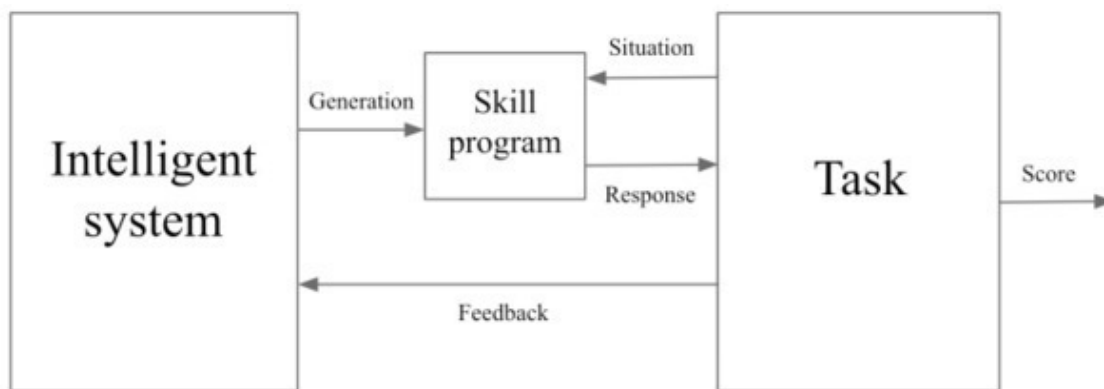 Intelligent
system
Generation
Skill
program
Situation
Response
Feedback
Task
Score